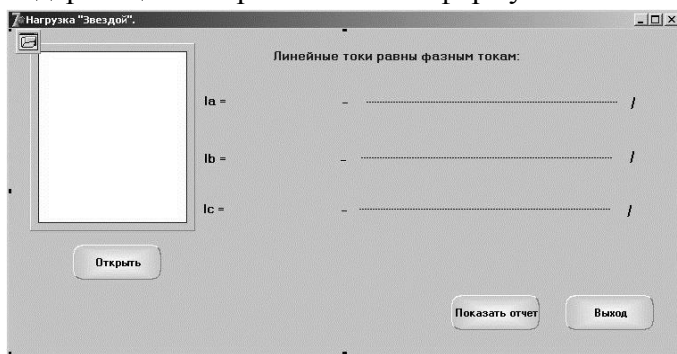 Нагрузка "Звездой".
Линейные токи равны фазным токам:
Ia = - /
Ib = - /
Ic = - /
Открыть
Показать отчет Выход